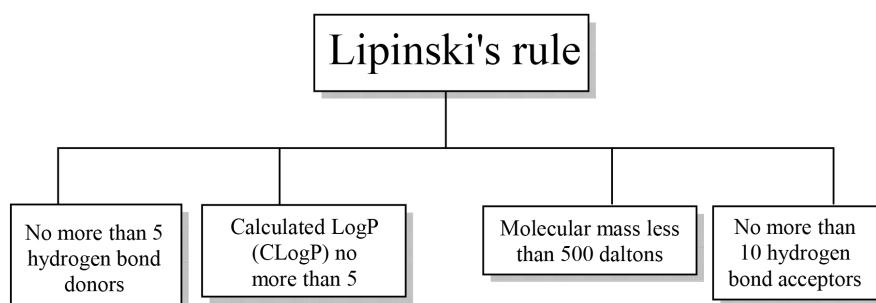 Lipinski's rule
No more than 5
hydrogen bond
donors
Calculated LogP
(CLogP) no
more than 5
Molecular mass less
than 500 daltons
No more than
10 hydrogen
bond acceptors